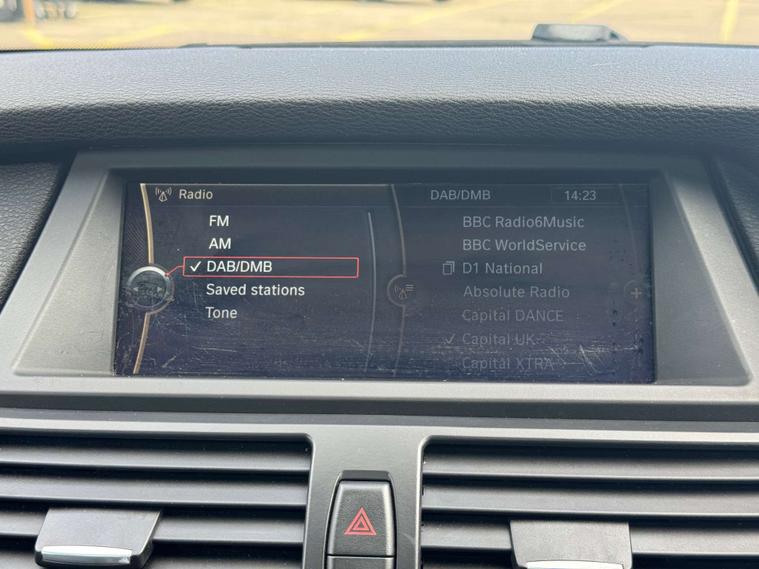 Radio
FM
AM
DAB/DMB
Saved stations
Tone
DAB/DMB 14:23
BBC Radio6Music
BBC WorldService
D1 National
Absolute Radio
Capital DANCE
Capital UK
Capital XTRA